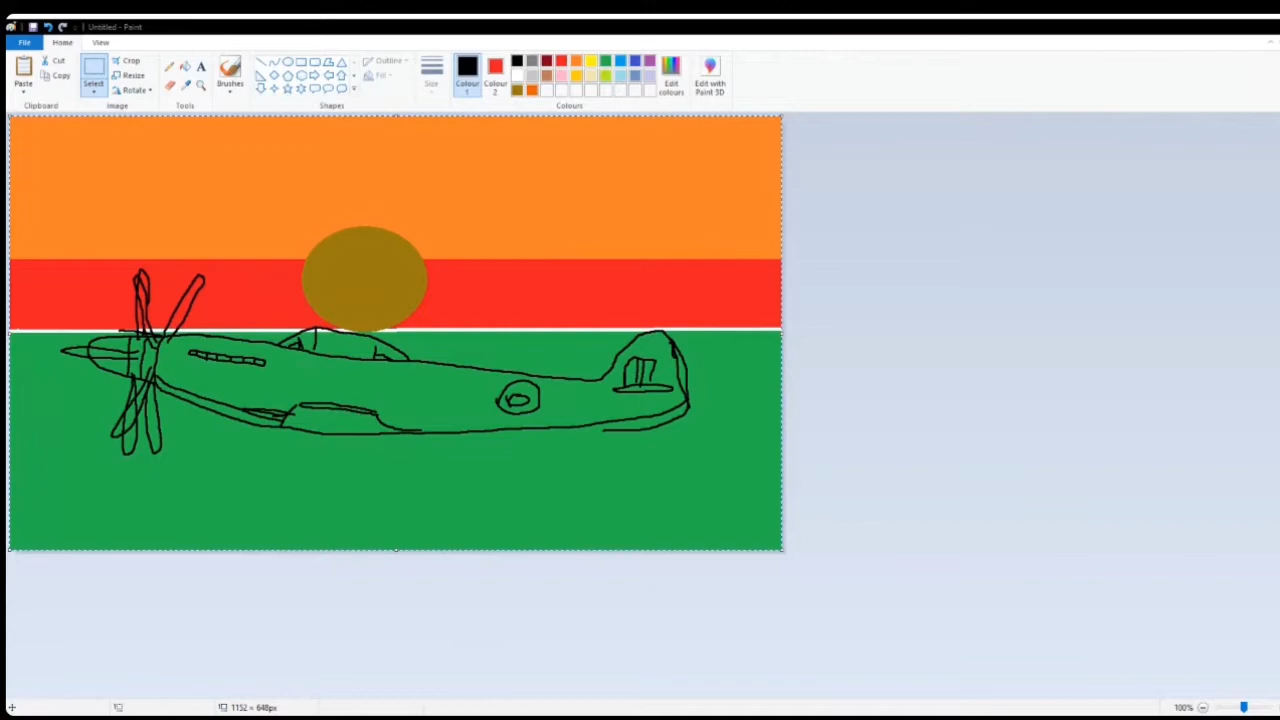 Untitled - Paint
File Home View
Paste
Cut
Copy
Clipboard
Select
Crop
Resize
Rotate
Image
A
Tools
Brushes
Outline
Fill
Shapes
Size
Colour
1
Colour
2
Edit
colours
Colours
Edit with
Paint 3D
1152 × 648px
100%